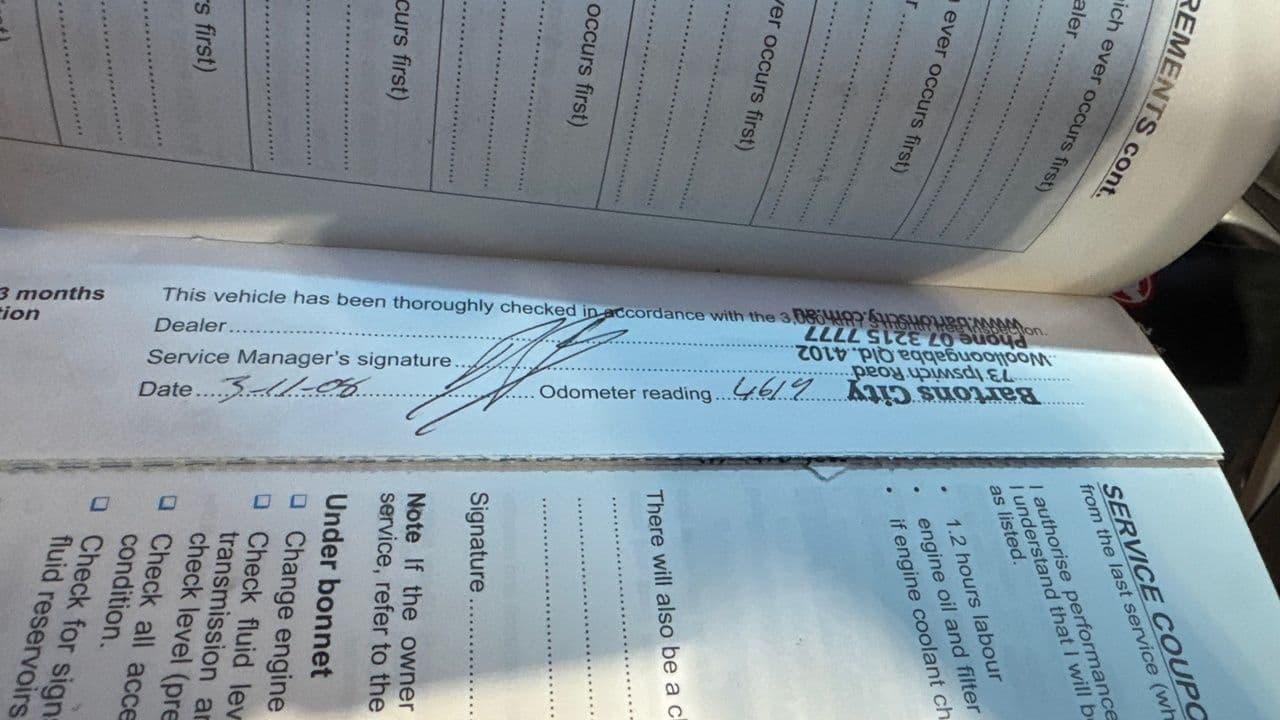 REMENTS cont.
ich ever occurs first)
aler
ever occurs first)
r
er occurs first)
occurs first)
curs first)
s first)
3 months
tion
This vehicle has been thoroughly checked in accordance with the 3,000
Dealer
Service Manager's signature
Date 3-11-08 Odometer reading 4619
Bartons City
73 Ipswich Road
Woolloongabba Qld, 4102
Phone 07 3215 7777
www.bartonscity.com.au
SERVICE COUPO
from the last service (wh
I authorise performance
I understand that I will b
as listed.
• 1.2 hours labour
• engine oil and filter
• if engine coolant ch
There will also be a c
Signature
Note If the owner
service, refer to the
Under bonnet
Change engine
Check fluid lev
transmission a
check level (pre
Check all acce
condition.
Check for sign
fluid reservoirs